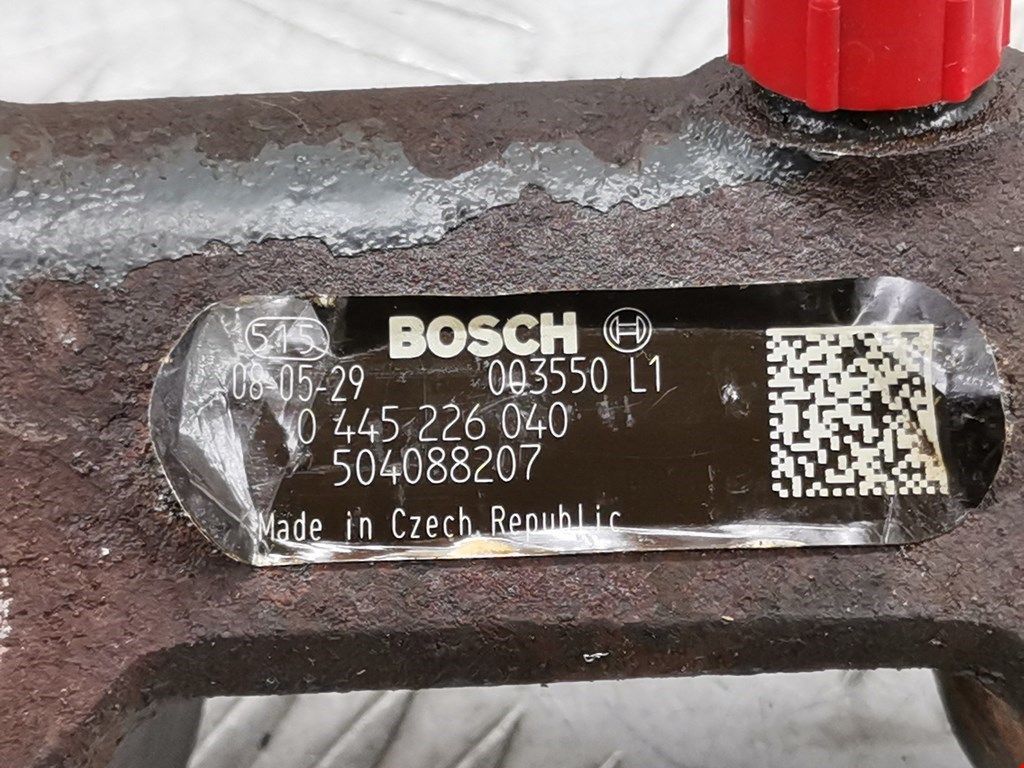 515 BOSCH
08-05-29 003550 L1
0 445 226 040
504088207
Made in Czech Republic